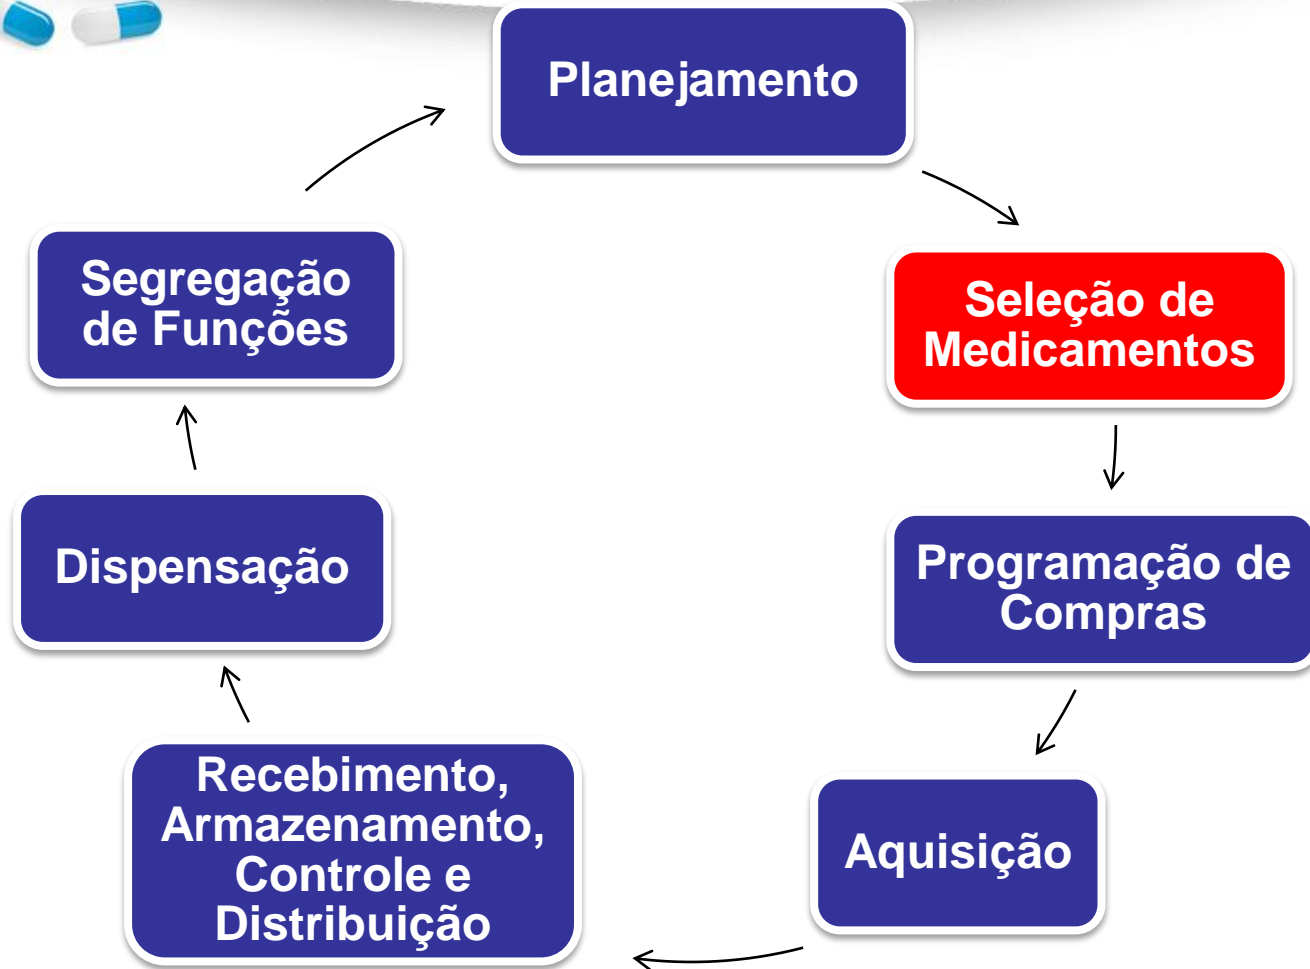 Planejamento
Seleção de
Medicamentos
Programação de
Compras
Aquisição
Recebimento,
Armazenamento,
Controle e
Distribuição
Dispensação
Segregação
de Funções